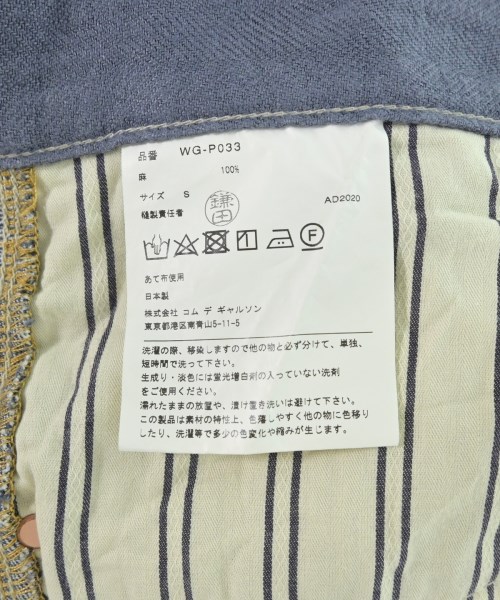 品番 WG-P033
麻 100%
サイズ S
縫製責任者 鎌田 AD2020
あて布使用
日本製
株式会社 コム デ ギャルソン
東京都港区南青山5-11-5
洗濯の際、移染しますので他の物と必ず分けて、単独、
短時間で洗って下さい。
生成り・淡色には蛍光増白剤の入っていない洗剤
をご使用ください。
濡れたままの放置や、漬け置き洗いは避けて下さい。
この製品は素材の特性上、色落しやすく他の物に色移り
したり、洗濯等で多少の色変化や縮みが生じます。